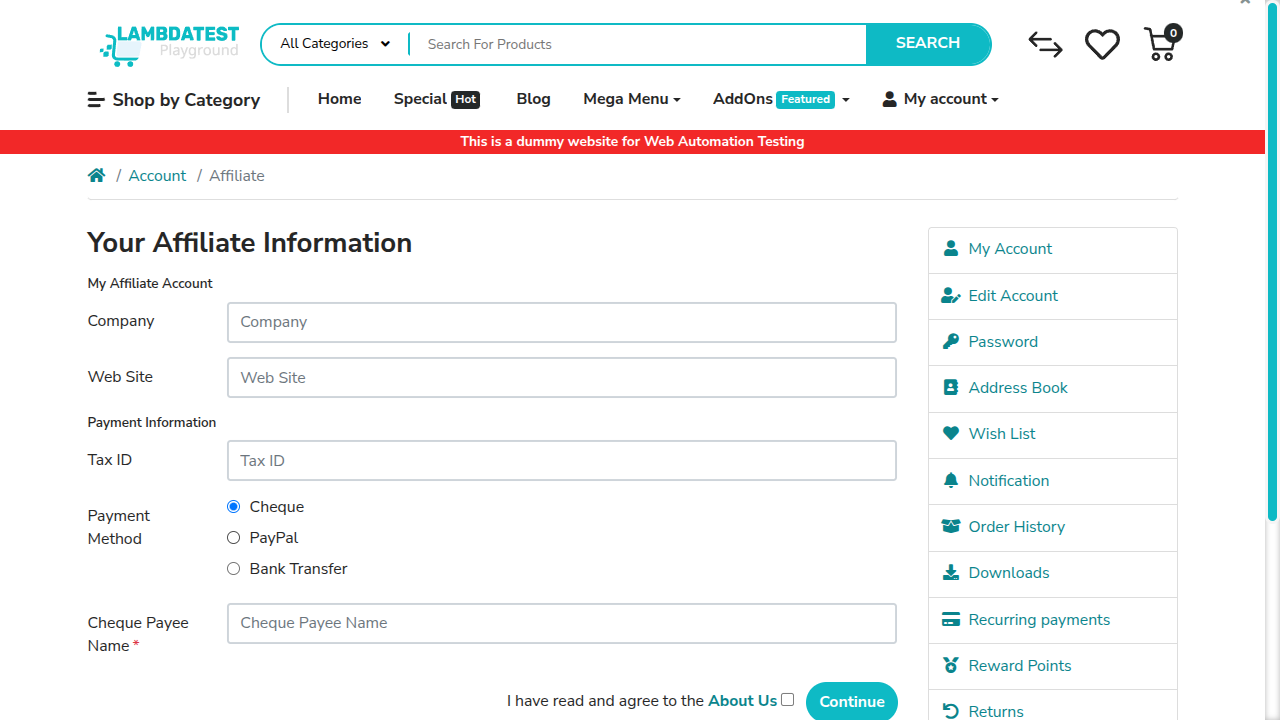 LAMBDATEST
Playground
All Categories
Search For Products
SEARCH
0
Shop by Category
Home
Special Hot
Blog
Mega Menu
AddOns Featured
My account
This is a dummy website for Web Automation Testing
/ Account / Affiliate
Your Affiliate Information
My Affiliate Account
Company
Company
Web Site
Web Site
Payment Information
Tax ID
Tax ID
Payment
Method
Cheque
PayPal
Bank Transfer
Cheque Payee
Name *
Cheque Payee Name
I have read and agree to the About Us
Continue
My Account
Edit Account
Password
Address Book
Wish List
Notification
Order History
Downloads
Recurring payments
Reward Points
Returns